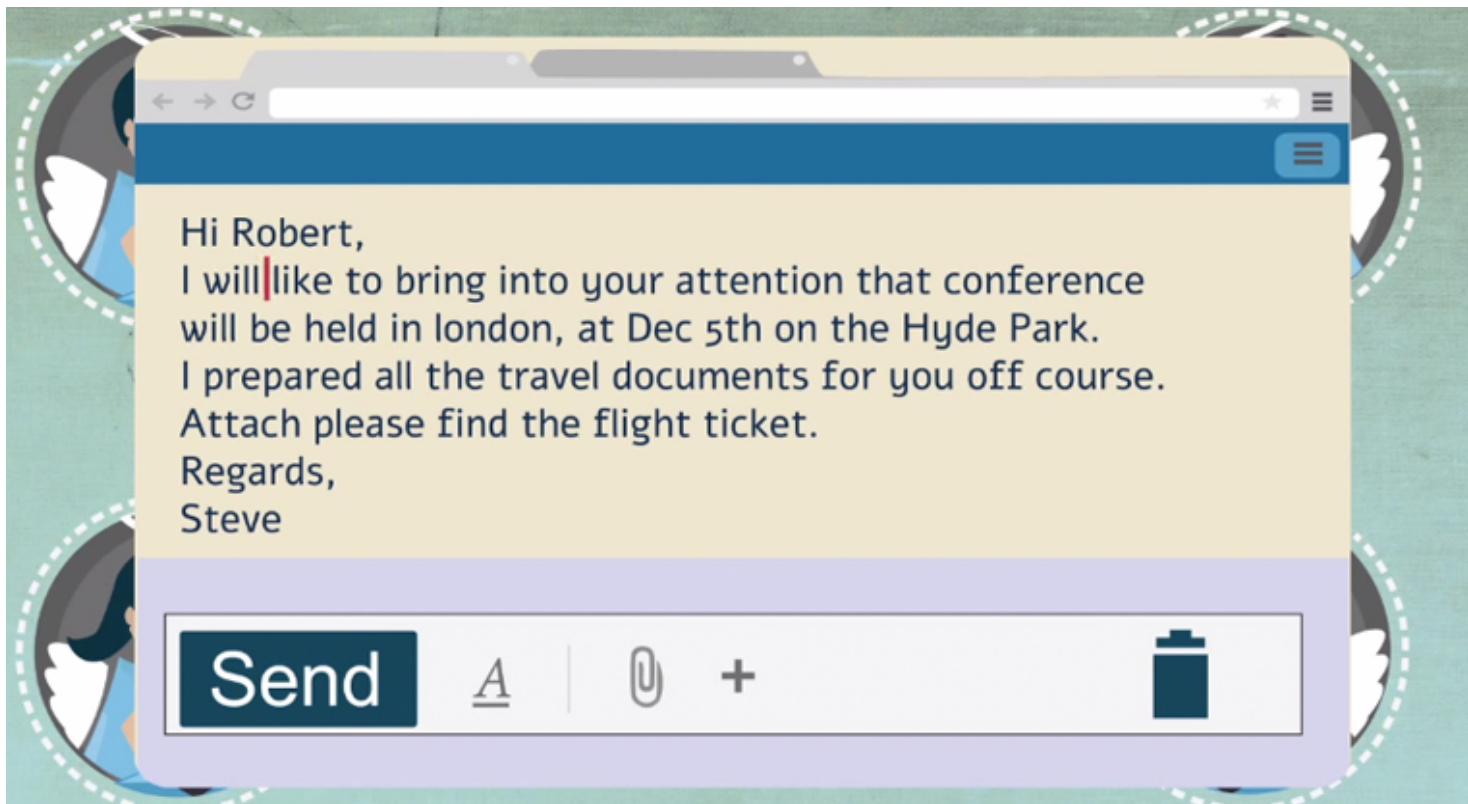 Hi Robert,
I will like to bring into your attention that conference
will be held in london, at Dec 5th on the Hyde Park.
I prepared all the travel documents for you off course.
Attach please find the flight ticket.
Regards,
Steve
Send
A